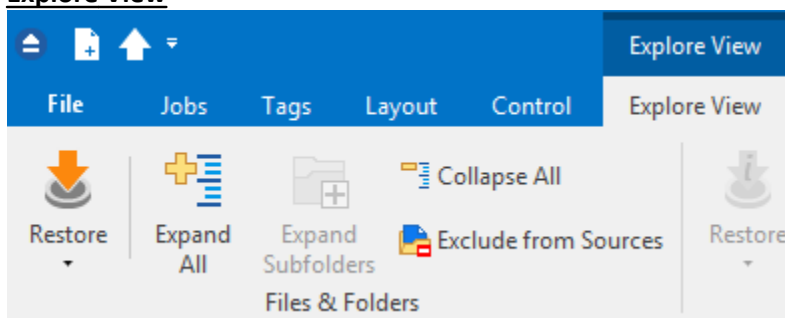 Explore View
Explore View
File Jobs Tags Layout Control Explore View
Restore
Expand All
Expand Subfolders
Collapse All
Exclude from Sources
Restore
Files & Folders